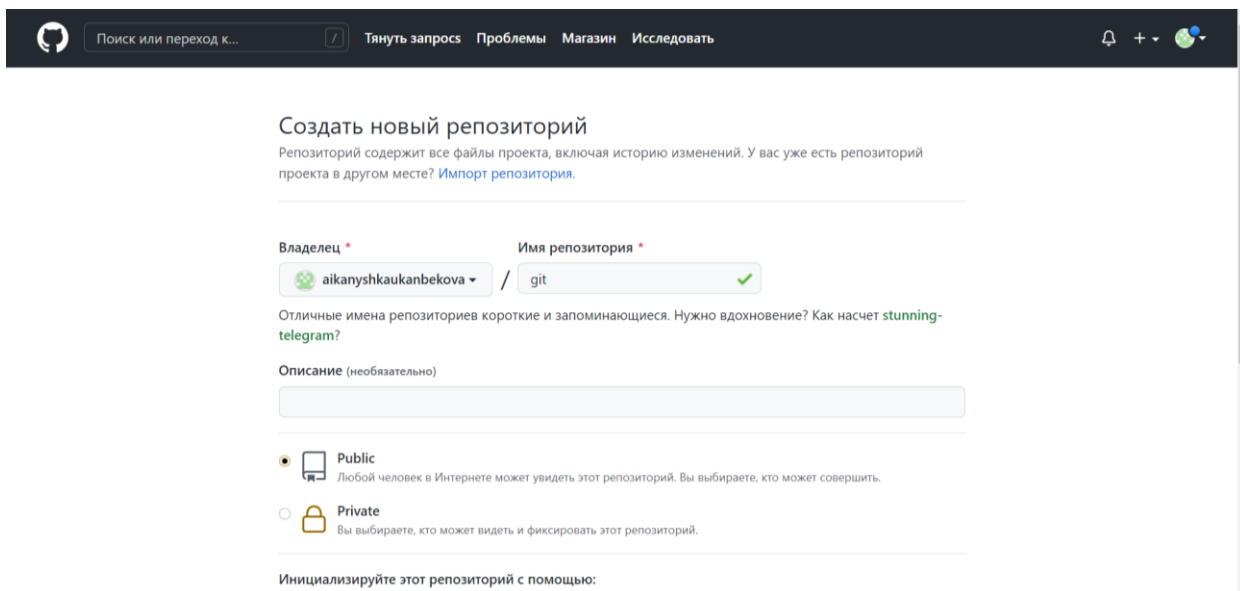 Поиск или переход к... / Тянуть запрос Проблемы Магазин Исследовать
Создать новый репозиторий
Репозиторий содержит все файлы проекта, включая историю изменений. У вас уже есть репозиторий
проекта в другом месте? Импорт репозитория.
Владелец * Имя репозитория *
aikanyshkaukanbekova / git
Отличные имена репозиториев короткие и запоминающиеся. Нужно вдохновение? Как насчет stunning-
telegram?
Описание (необязательно)
Public
Любой человек в Интернете может увидеть этот репозиторий. Вы выбираете, кто может совершить.
Private
Вы выбираете, кто может видеть и фиксировать этот репозиторий.
Инициализируйте этот репозиторий с помощью: